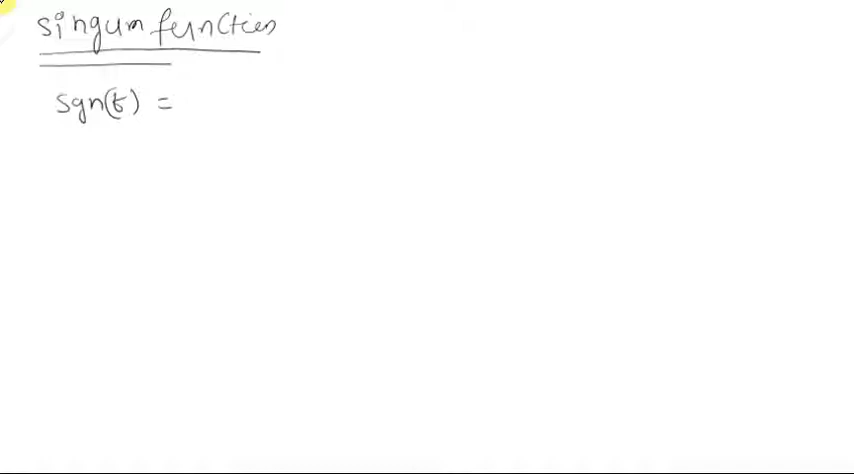 singum function
sgn(t) =